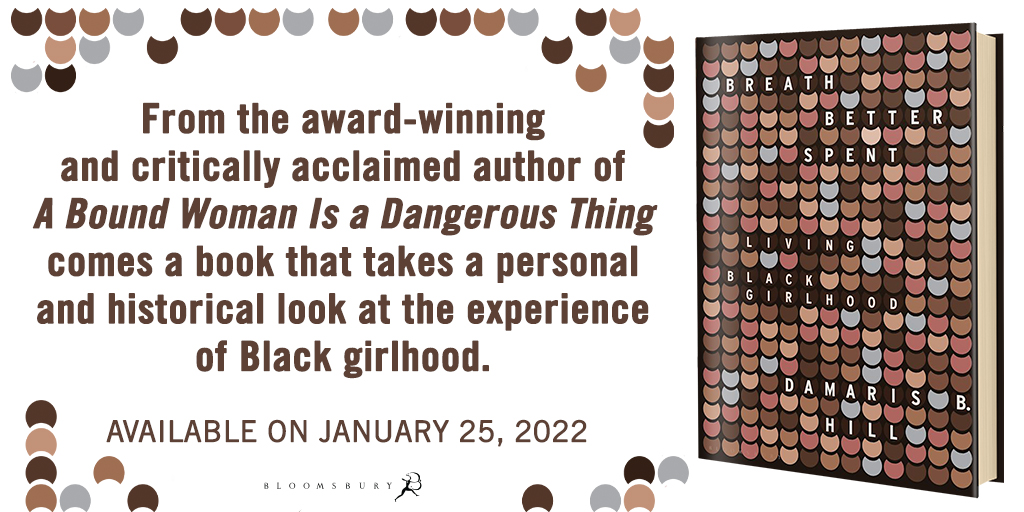 From the award-winning
and critically acclaimed author of
A Bound Woman Is a Dangerous Thing
comes a book that takes a personal
and historical look at the experience
of Black girlhood.
AVAILABLE ON JANUARY 25, 2022
BLOOMSBURY
BREATH
BETTER
SPENT
LIVING
BLACK
GIRLHOOD
DAMARIS B.
HILL